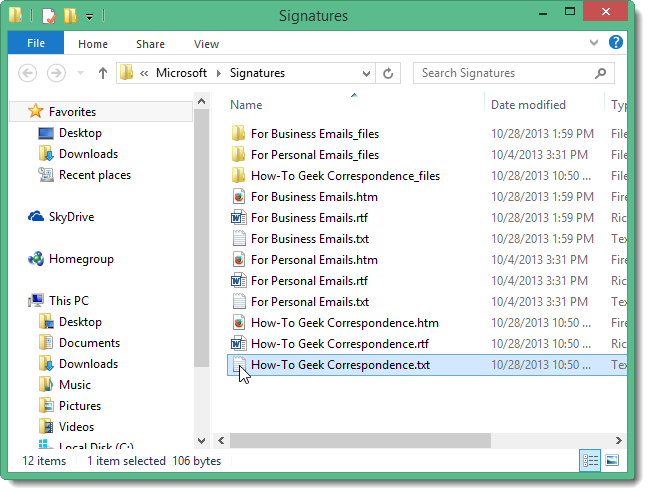 Signatures
File Home Share View
« Microsoft Signatures Search Signatures
Name Date modified
Favorites
Desktop
Downloads
Recent places
SkyDrive
Homegroup
This PC
Desktop
Documents
Downloads
Music
Pictures
Videos
Local Disk (C:)
For Business Emails_files 10/28/2013 1:59 PM File
For Personal Emails_files 10/4/2013 3:31 PM File
How-To Geek Correspondence_files 10/28/2013 10:50 ... File
For Business Emails.htm 10/28/2013 1:59 PM Fire
For Business Emails.rtf 10/28/2013 1:59 PM Ric
For Business Emails.txt 10/28/2013 1:59 PM Tex
For Personal Emails.htm 10/4/2013 3:31 PM Fire
For Personal Emails.rtf 10/4/2013 3:31 PM Ric
For Personal Emails.txt 10/4/2013 3:31 PM Tex
How-To Geek Correspondence.htm 10/28/2013 10:50 ... Fire
How-To Geek Correspondence.rtf 10/28/2013 10:50 ... Ric
How-To Geek Correspondence.txt 10/28/2013 10:50 ... Tex
12 items 1 item selected 106 bytes